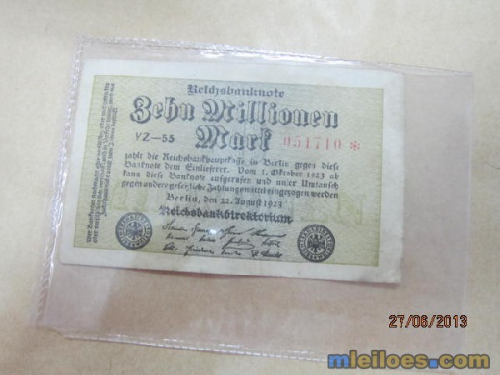 Reichsbanknote
Zehn Millionen
VZ-55 Mark 051710 *
zahlt die Reichsbankhauptkasse in Berlin gegen diese
Banknote dem Einlieferer. Vom 1. Oktober 1923 ab
kann diese Banknote aufgerufen und unter Umtausch
gegen andere gesetzliche Zahlungsmittel eingezogen werden
Berlin, den 22. August 1923
Reichsbankdirektorium
27/06/2013
mleiloes.com